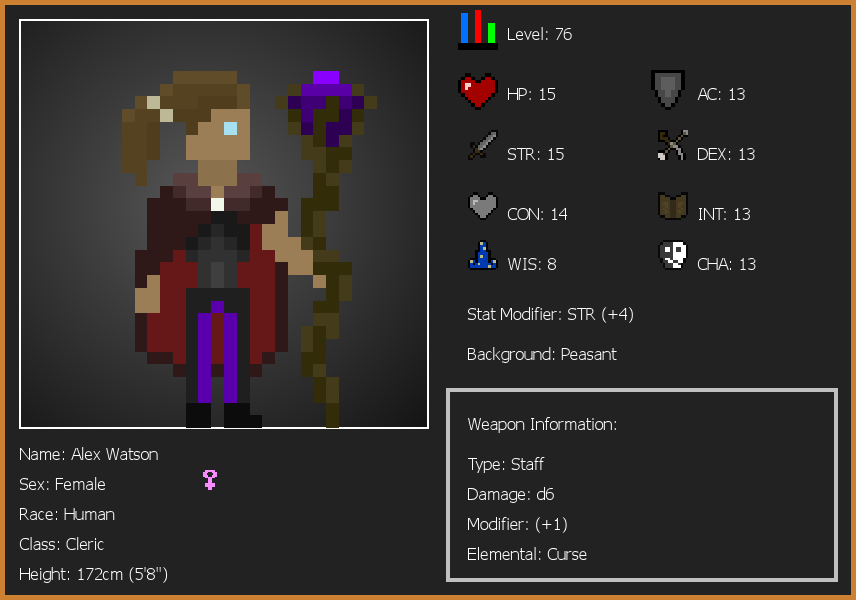 Level: 76
HP: 15
AC: 13
STR: 15
DEX: 13
CON: 14
INT: 13
WIS: 8
CHA: 13
Stat Modifier: STR (+4)
Background: Peasant
Weapon Information:
Type: Staff
Damage: d6
Modifier: (+1)
Elemental: Curse
Name: Alex Watson
Sex: Female
Race: Human
Class: Cleric
Height: 172cm (5'8")